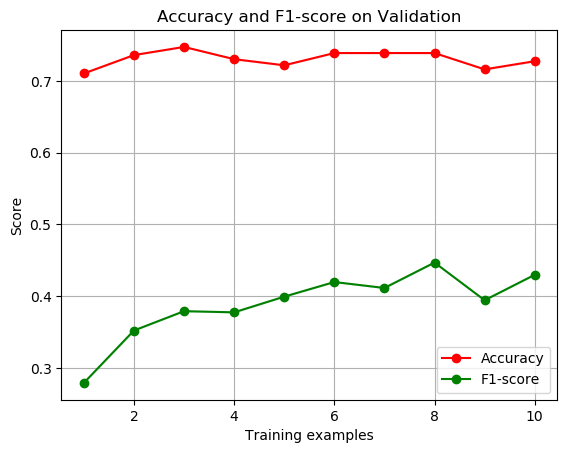 Accuracy and F1-score on Validation
Score
0.7
0.6
0.5
0.4
0.3
Accuracy
F1-score
2 4 6 8 10
Training examples